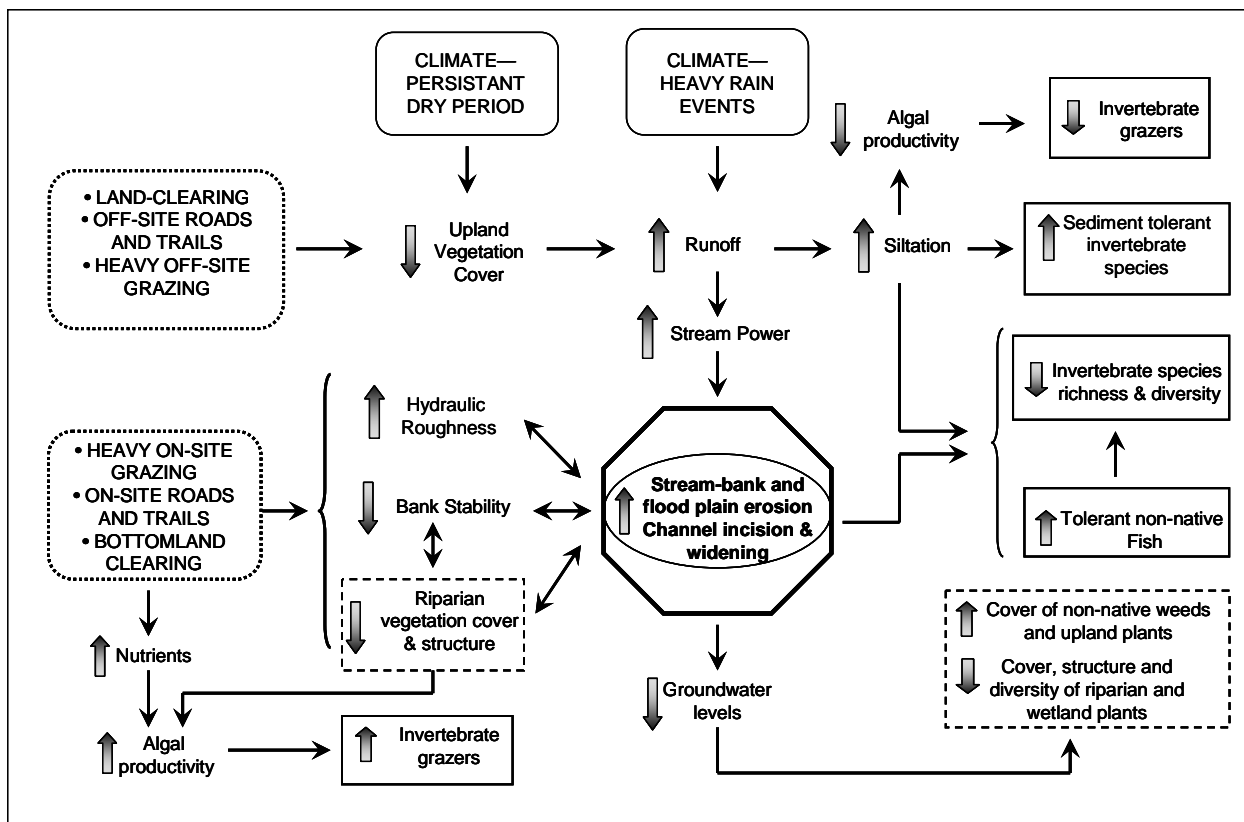 CLIMATE—
PERSISTANT
DRY PERIOD
CLIMATE—
HEAVY RAIN
EVENTS
Algal
productivity
Invertebrate
grazers
• LAND-CLEARING
• OFF-SITE ROADS
AND TRAILS
• HEAVY OFF-SITE
GRAZING
Upland
Vegetation
Cover
Runoff
Siltation
Sediment tolerant
invertebrate
species
Stream Power
Hydraulic
Roughness
Invertebrate species
richness & diversity
• HEAVY ON-SITE
GRAZING
• ON-SITE ROADS
AND TRAILS
• BOTTOMLAND
CLEARING
Bank Stability
Stream-bank and
flood plain erosion
Channel incision &
widening
Tolerant non-native
Fish
Riparian
vegetation cover
& structure
Nutrients
Groundwater
levels
Cover of non-native weeds
and upland plants
Cover, structure and
diversity of riparian and
wetland plants
Algal
productivity
Invertebrate
grazers